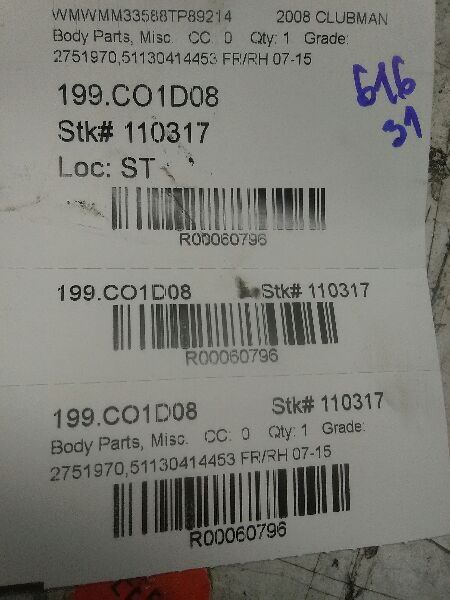 WMWMM33588TP89214 2008 CLUBMAN
Body Parts, Misc. CC: 0 Qty: 1 Grade:
2751970,51130414453 FR/RH 07-15
616
31
199.CO1D08
Stk# 110317
Loc: ST
R00060796
199.CO1D08 Stk# 110317
R00060796
199.CO1D08 Stk# 110317
Body Parts, Misc. CC: 0 Qty: 1 Grade:
2751970,51130414453 FR/RH 07-15
R00060796